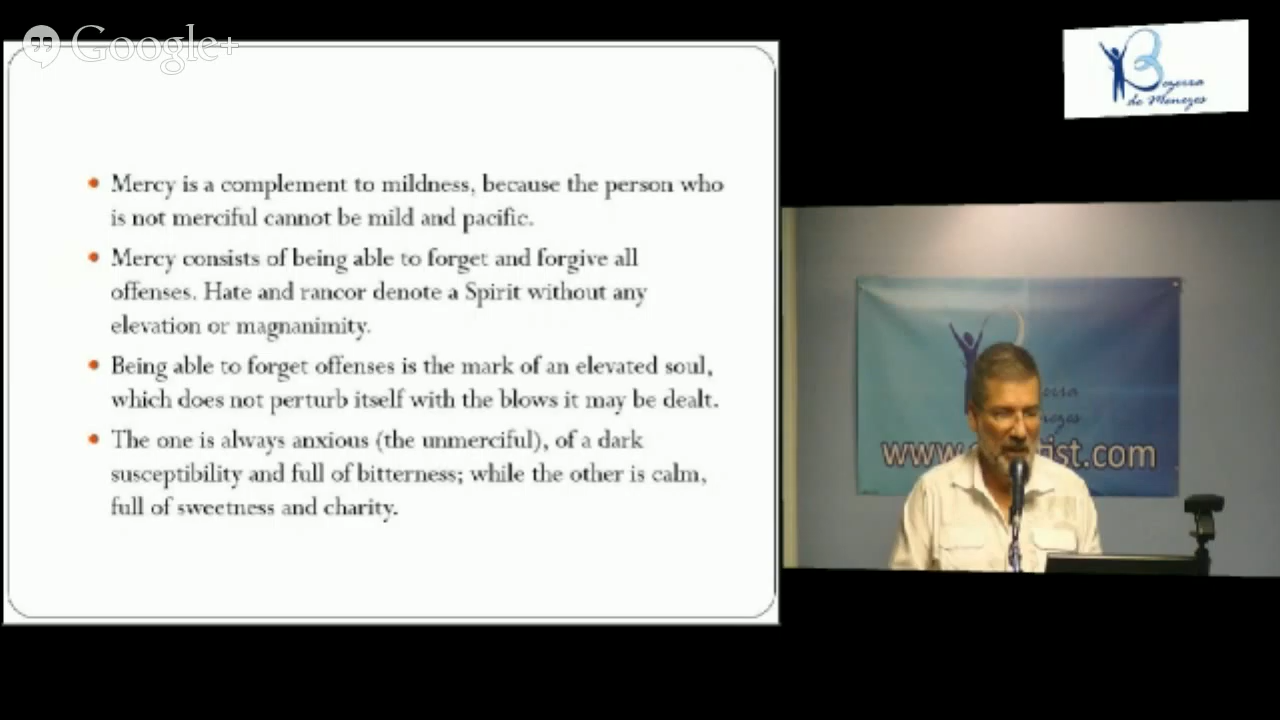 Google+
Bezerra
de Menezes
Mercy is a complement to mildness, because the person who
is not merciful cannot be mild and pacific.
Mercy consists of being able to forget and forgive all
offenses. Hate and rancor denote a Spirit without any
elevation or magnanimity.
Being able to forget offenses is the mark of an elevated soul,
which does not perturb itself with the blows it may be dealt.
The one is always anxious (the unmerciful), of a dark
susceptibility and full of bitterness; while the other is calm,
full of sweetness and charity.